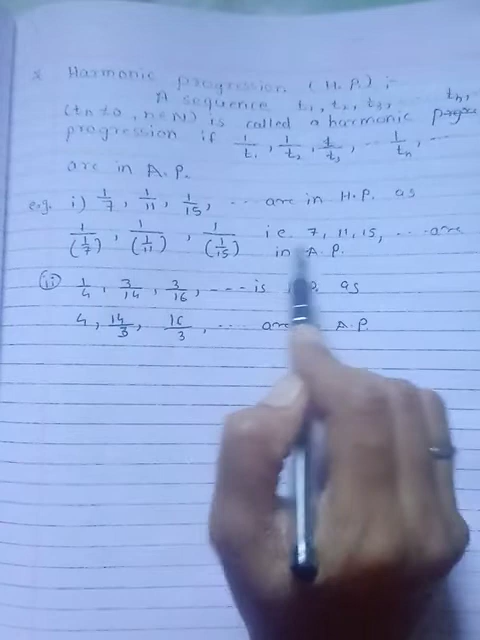 * Harmonic progression (H.P.) :-
A sequence t1, t2, t3, tn, .
(tn≠0, n∈N) is called a harmonic progre
progression if 1/t1, 1/t2, 1/t3, ... 1/tn, ...
are in A.P.
e.g. i) 1/7, 1/11, 1/15, ... are in H.P. as
1/(1/7), 1/(1/11), 1/(1/15) i.e. 7, 11, 15, ... are
in A.P.
(ii) 1/4, 3/14, 3/16, ---- is P, as
4, 14/3, 16/3, ... are A.P.